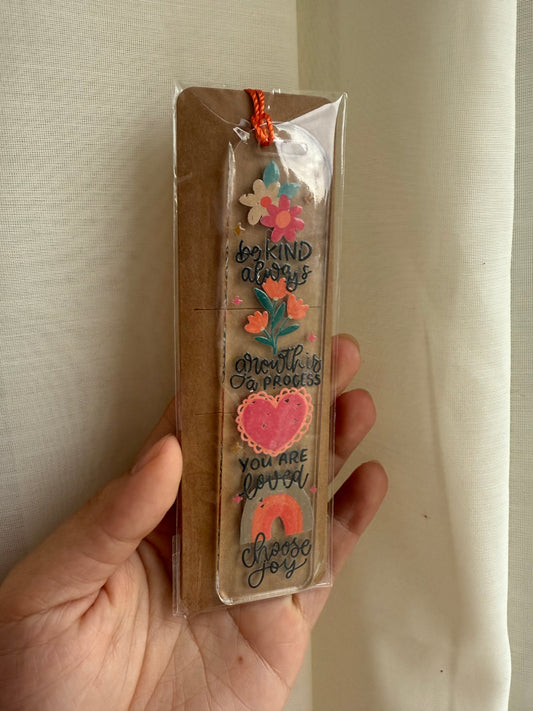 be KIND
always
growth is
a PROCESS
YOU ARE
loved
choose
joy